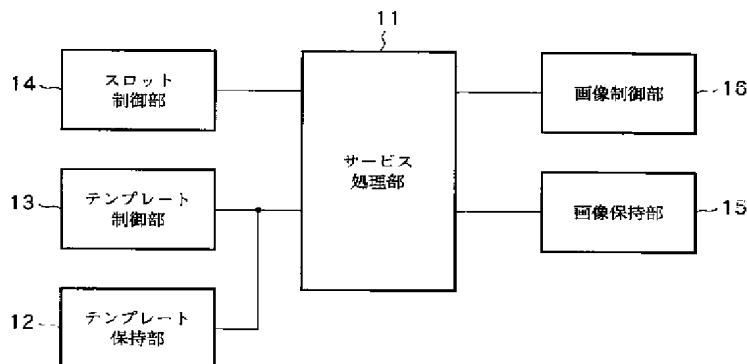 11
14
スロット
制御部
13
テンプレート
制御部
12
テンプレート
保持部
サービス
処理部
画像制御部
16
画像保持部
15